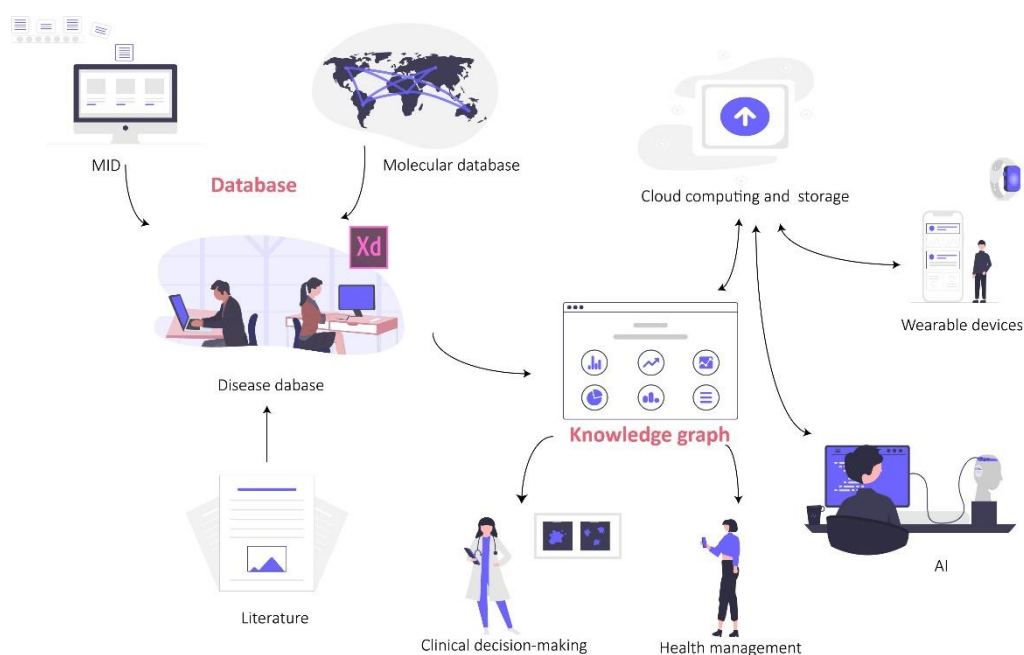 MID
Molecular database
Database
Xd
Cloud computing and  storage
Wearable devices
Disease dabase
Knowledge graph
Literature
AI
Clinical decision-making
Health management